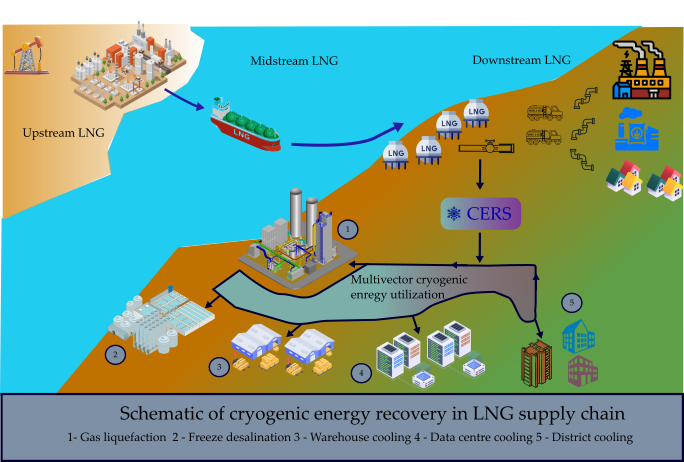 Midstream LNG
Downstream LNG
Upstream LNG
LNG
LNG
LNG
LNG
LNG
CERS
1
Multivector cryogenic
enregy utilization
5
2
3
4
Schematic of cryogenic energy recovery in LNG supply chain
1- Gas liquefaction 2 - Freeze desalination 3 - Warehouse cooling 4 - Data centre cooling 5 - District cooling